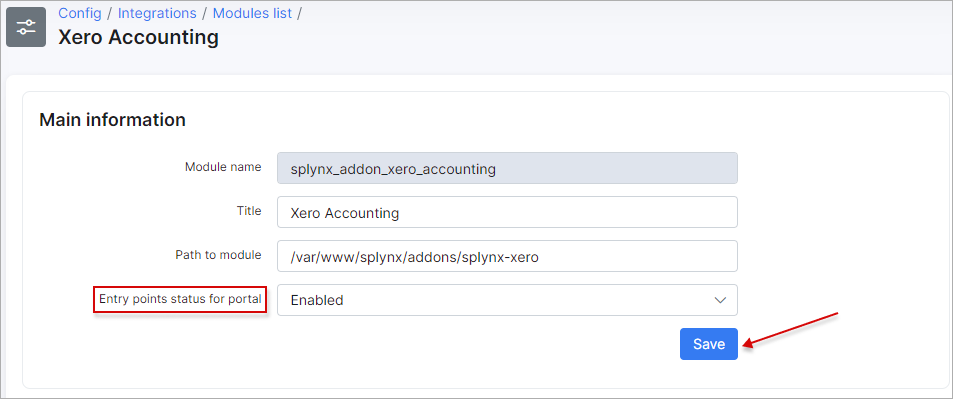 Config / Integrations / Modules list /
Xero Accounting
Main information
Module name splynx_addon_xero_accounting
Title Xero Accounting
Path to module /var/www/splynx/addons/splynx-xero
Entry points status for portal Enabled
Save